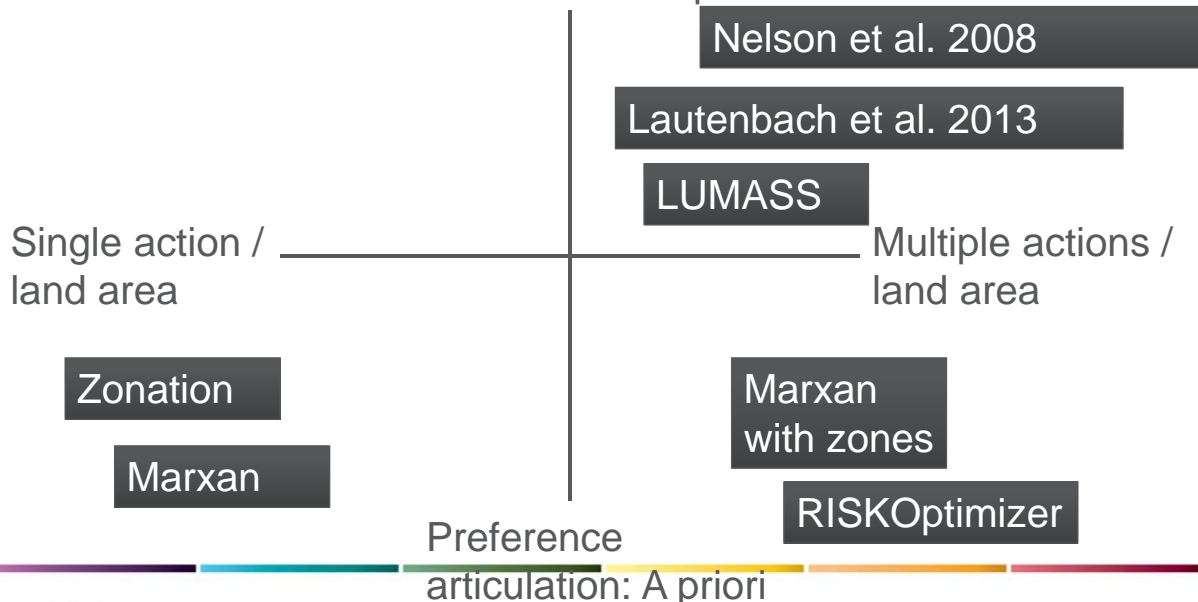 Nelson et al. 2008
Lautenbach et al. 2013
LUMASS
Single action /
land area
Multiple actions /
land area
Zonation
Marxan
Marxan
with zones
RISKOptimizer
Preference
articulation: A priori